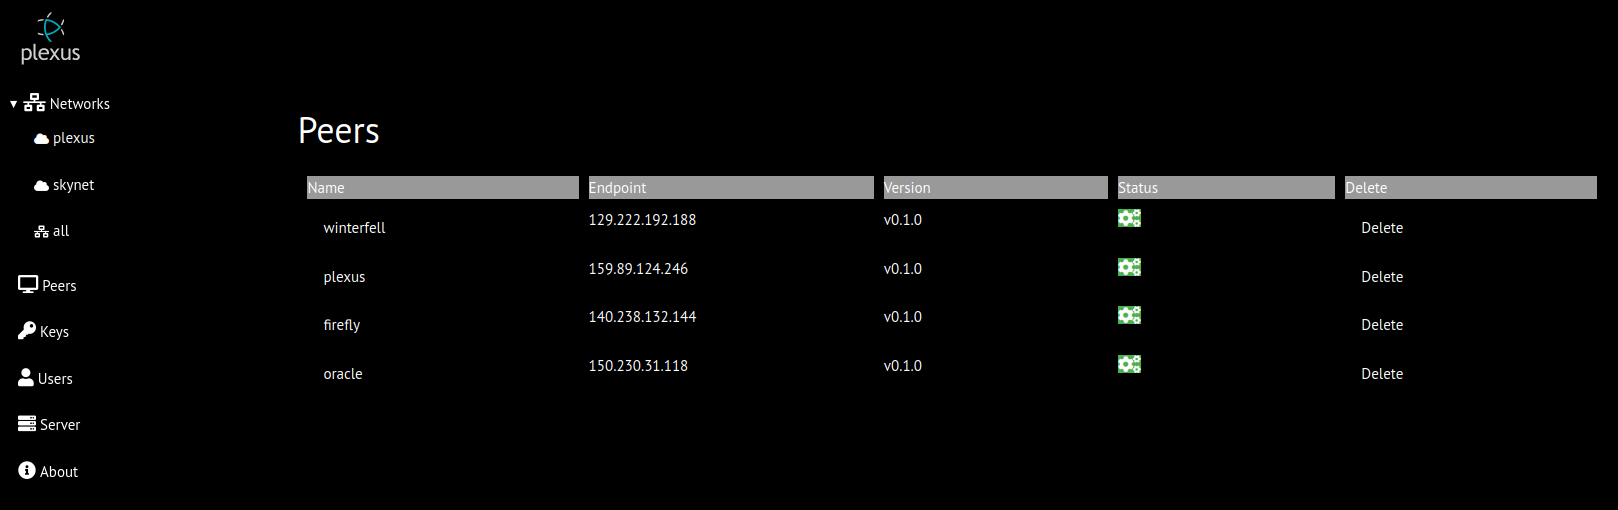 plexus
▾ Networks
plexus
skynet
all
Peers
Keys
Users
Server
About
Peers
Name Endpoint Version Status Delete
winterfell 129.222.192.188 v0.1.0 Delete
plexus 159.89.124.246 v0.1.0 Delete
firefly 140.238.132.144 v0.1.0 Delete
oracle 150.230.31.118 v0.1.0 Delete